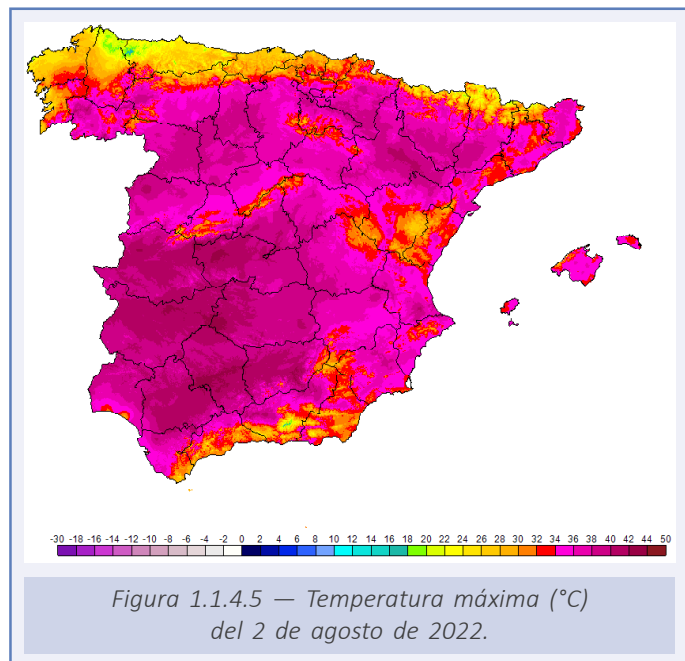 -30 -18 -16 -14 -12 -10 -8 -6 -4 -2 0 2 4 6 8 10 12 14 16 18 20 22 24 26 28 30 32 34 36 38 40 42 44 50
Figura 1.1.4.5 — Temperatura máxima (°C)
del 2 de agosto de 2022.